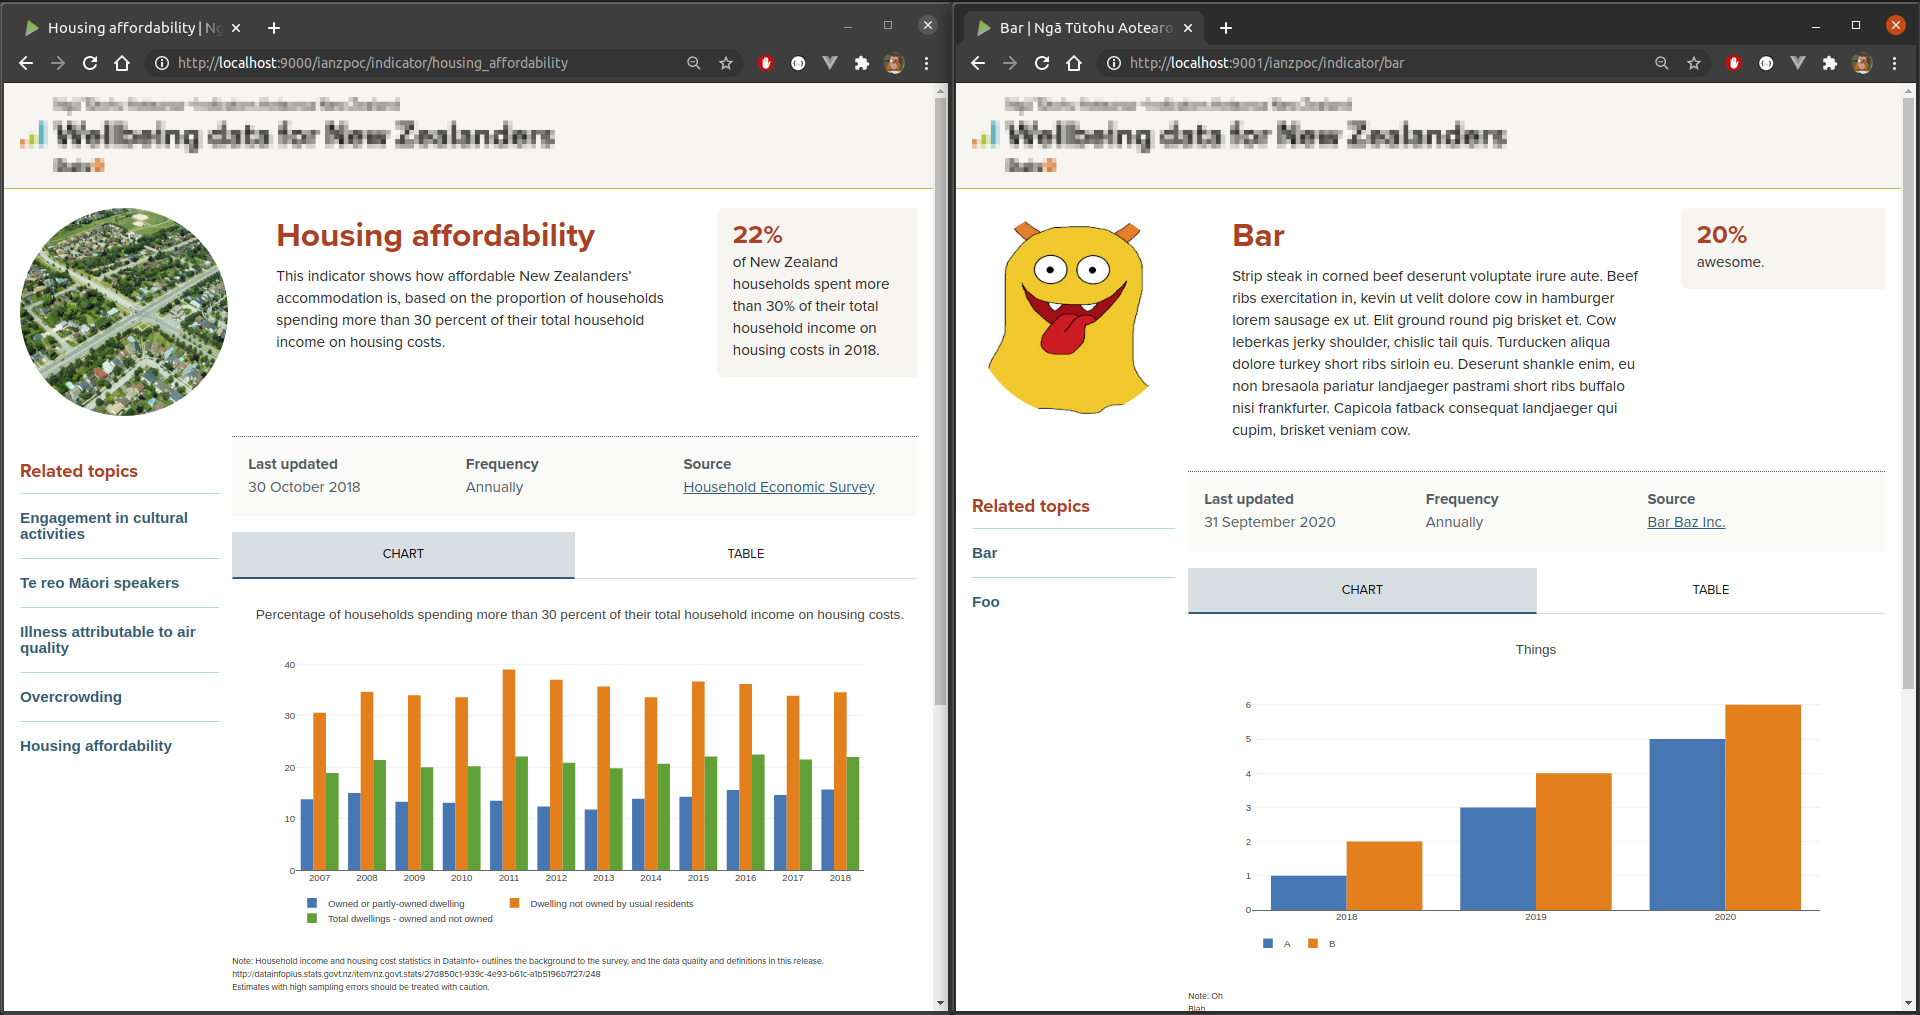 Housing affordability | Ng
http://localhost:9000/ianzpoc/indicator/housing_affordability
Wellbeing data for New Zealanders
Housing affordability
This indicator shows how affordable New Zealanders’
accommodation is, based on the proportion of households
spending more than 30 percent of their total household
income on housing costs.
22%
of New Zealand
households spent more
than 30% of their total
household income on
housing costs in 2018.
Related topics
Engagement in cultural
activities
Te reo Māori speakers
Illness attributable to air
quality
Overcrowding
Housing affordability
Last updated
30 October 2018
Frequency
Annually
Source
Household Economic Survey
CHART
TABLE
Percentage of households spending more than 30 percent of their total household income on housing costs.
40
30
20
10
0
2007 2008 2009 2010 2011 2012 2013 2014 2015 2016 2017 2018
Owned or partly-owned dwelling
Dwelling not owned by usual residents
Total dwellings - owned and not owned
Note: Household income and housing cost statistics in DataInfo+ outlines the background to the survey, and the data quality and definitions in this release.
http://datainfoplus.stats.govt.nz/item/nz.govt.stats/27d850c1-939c-4e93-b61c-a1b5196b7f27/248
Estimates with high sampling errors should be treated with caution.
Bar | Ngā Tūtohu Aotearo
http://localhost:9001/ianzpoc/indicator/bar
Wellbeing data for New Zealanders
Bar
Strip steak in corned beef deserunt voluptate irure aute. Beef
ribs exercitation in, kevin ut velit dolore cow in hamburger
lorem sausage ex ut. Elit ground round pig brisket et. Cow
leberkas jerky shoulder, chislic tail quis. Turducken aliqua
dolore turkey short ribs sirloin eu. Deserunt shankle enim, eu
non bresaola pariatur landjaeger pastrami short ribs buffalo
nisi frankfurter. Capicola fatback consequat landjaeger qui
cupim, brisket veniam cow.
20%
awesome.
Related topics
Bar
Foo
Last updated
31 September 2020
Frequency
Annually
Source
Bar Baz Inc.
CHART
TABLE
Things
6
5
4
3
2
1
0
2018 2019 2020
A
B
Note: Oh
Blah